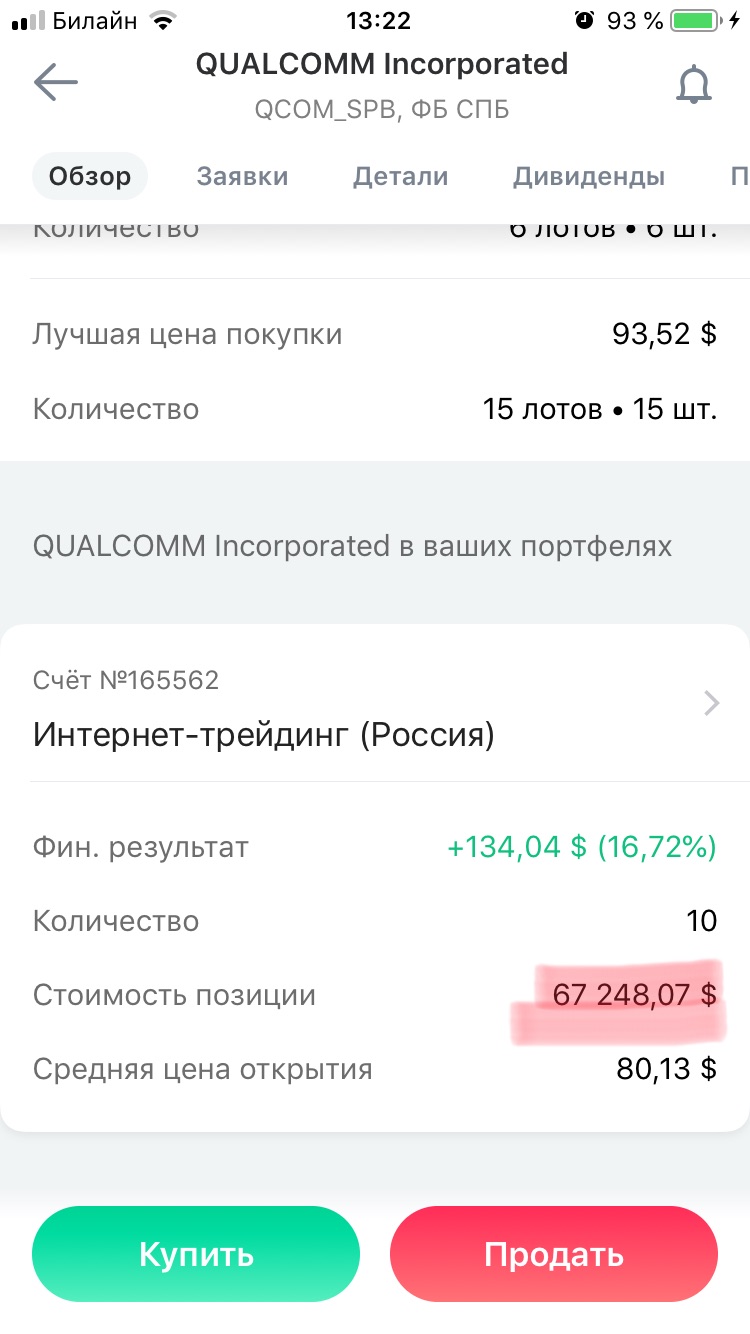 Билайн 13:22 93 %
QUALCOMM Incorporated
QCOM_SPB, ФБ СПБ
Обзор Заявки Детали Дивиденды П
Количество 6 лотов • 6 шт.
Лучшая цена покупки 93,52 $
Количество 15 лотов • 15 шт.
QUALCOMM Incorporated в ваших портфелях
Счёт №165562
Интернет-трейдинг (Россия)
Фин. результат +134,04 $ (16,72%)
Количество 10
Стоимость позиции 67 248,07 $
Средняя цена открытия 80,13 $
Купить Продать